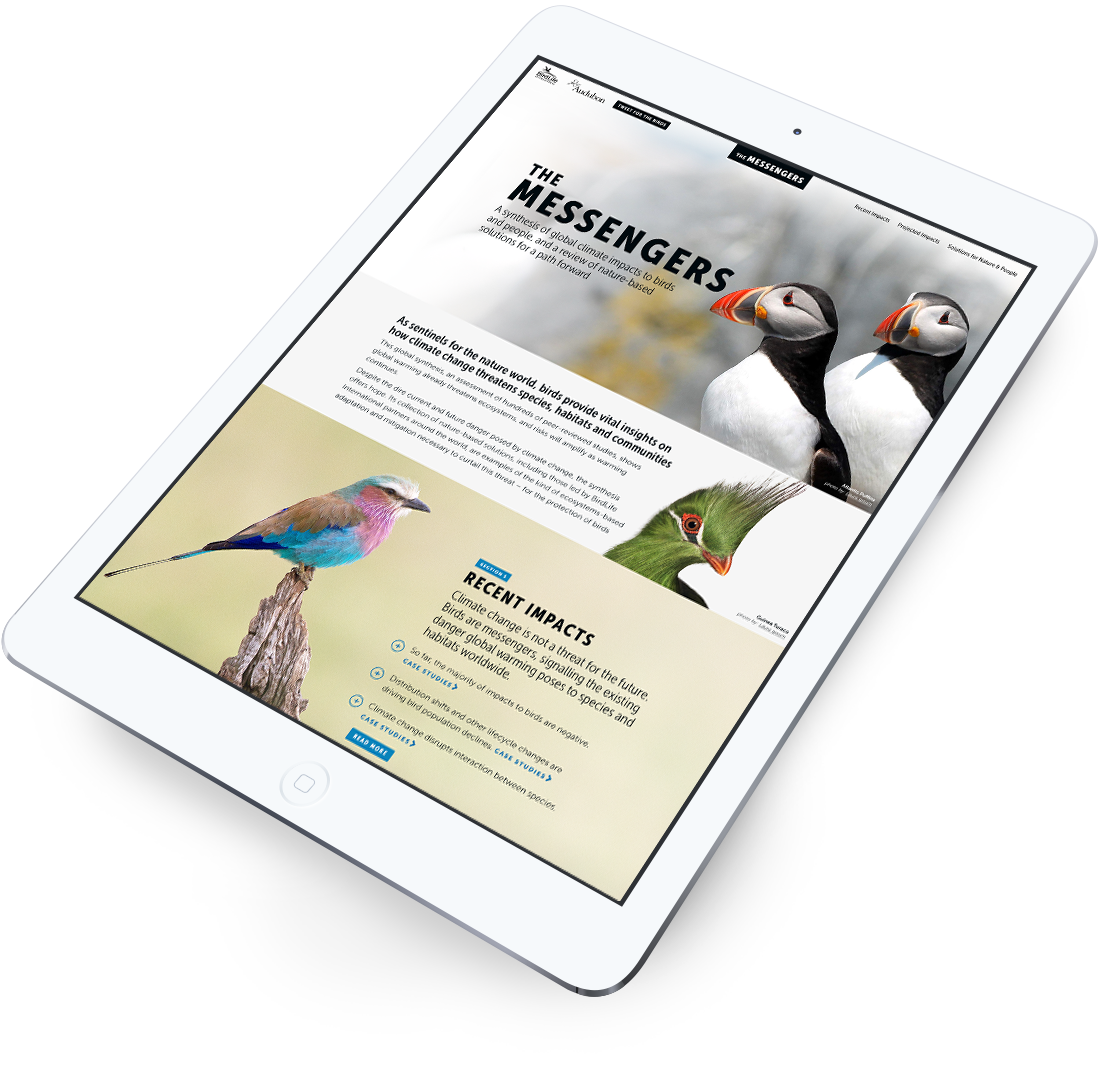 BirdLife
Audubon
TWEET FOR THE BIRDS
THE MESSENGERS
Recent Impacts
Projected Impacts
Solutions for Nature & People
THE
MESSENGERS
A synthesis of global climate impacts to birds
and people, and a review of nature-based
solutions for a path forward
Atlantic Puffins
photo by
As sentinels for the nature world, birds provide vital insights on
how climate change threatens species, habitats and communities
This global synthesis, an assessment of hundreds of peer-reviewed studies, shows
global warming already threatens ecosystems, and risks will amplify as warming
continues.
Despite the dire current and future danger posed by climate change, the synthesis
offers hope. Its collection of nature-based solutions, including those led by BirdLife
International partners around the world, are examples of the kind of ecosystems-based
adaptation and mitigation necessary to curtail this threat – for the protection of birds
Guinea Turaco
photo by
SECTION 1
RECENT IMPACTS
Climate change is not a threat for the future.
Birds are messengers, signalling the existing
danger global warming poses to species and
habitats worldwide.
So far, the majority of impacts to birds are negative.
CASE STUDIES
Distribution shifts and other lifecycle changes are
driving bird population declines. CASE STUDIES
Climate change disrupts interaction between species.
CASE STUDIES
READ MORE